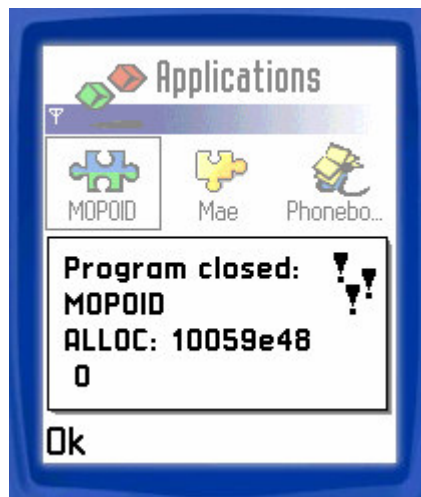 Applications
MOPOID Mae Phonebo...
Program closed:
MOPOID
ALLOC: 10059e48
0
Ok